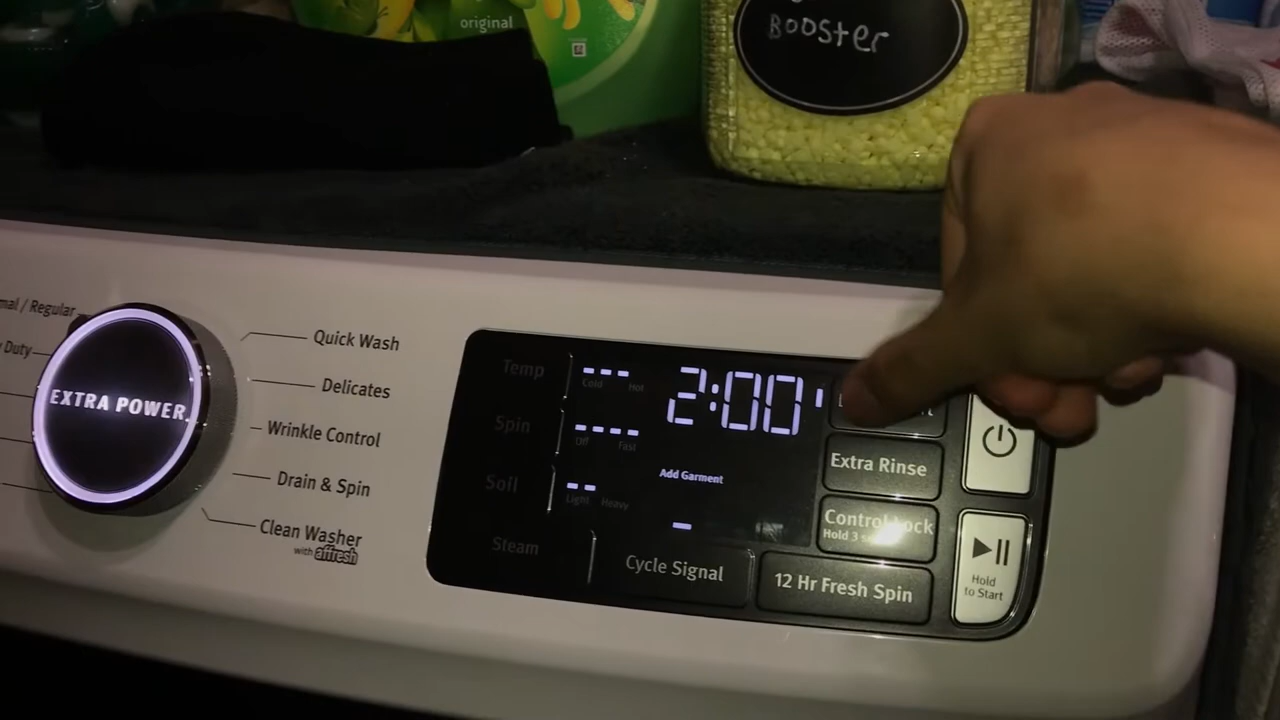 original
Booster
mal / Regular
Duty
EXTRA POWER
Quick Wash
Delicates
Wrinkle Control
Drain & Spin
Clean Washer
with affresh
Temp
Cold Hot
Spin
Off Fast
Soil
Light Heavy
Steam
2:00
Add Garment
Cycle Signal
Extra Rinse
Control Lock
Hold 3
12 Hr Fresh Spin
Hold
to Start